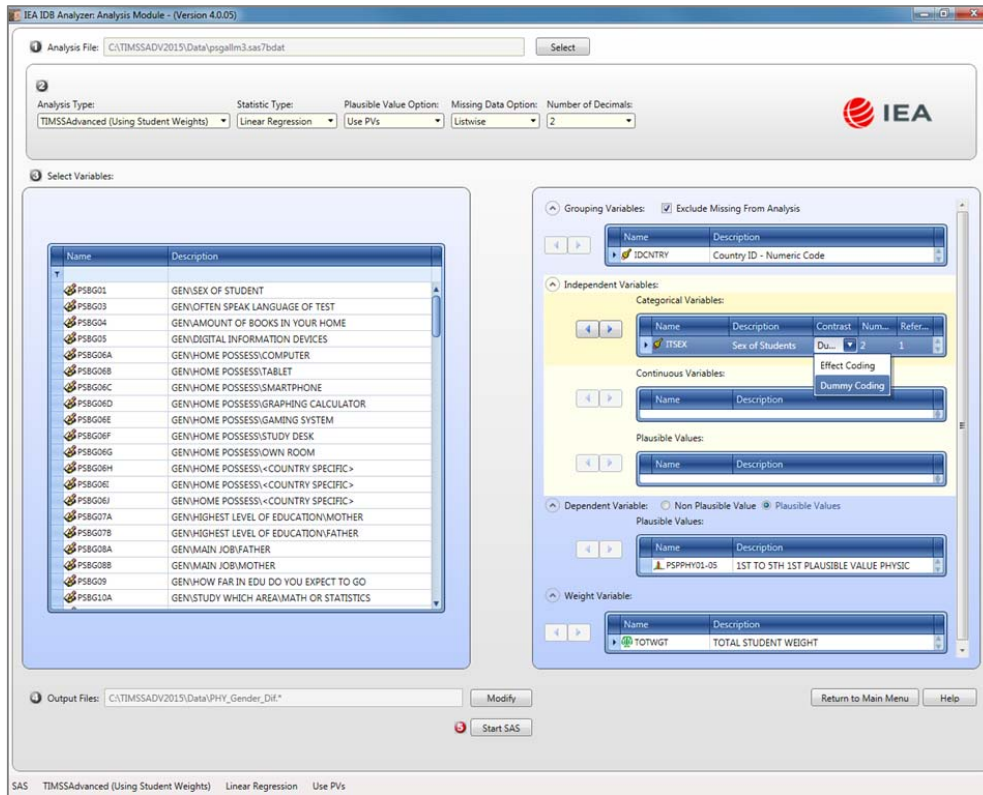 IEA IDB Analyzer: Analysis Module - (Version 4.0.05)
1 Analysis File: C:\TIMSSADV2015\Data\psgallm3.sas7bdat Select
2
Analysis Type: Statistic Type: Plausible Value Option: Missing Data Option: Number of Decimals:
TIMSSAdvanced (Using Student Weights) Linear Regression Use PVs Listwise 2
IEA
3 Select Variables:
Name Description
PSBG01 GEN\SEX OF STUDENT
PSBG03 GEN\OFTEN SPEAK LANGUAGE OF TEST
PSBG04 GEN\AMOUNT OF BOOKS IN YOUR HOME
PSBG05 GEN\DIGITAL INFORMATION DEVICES
PSBG06A GEN\HOME POSSESS\COMPUTER
PSBG06B GEN\HOME POSSESS\TABLET
PSBG06C GEN\HOME POSSESS\SMARTPHONE
PSBG06D GEN\HOME POSSESS\GRAPHING CALCULATOR
PSBG06E GEN\HOME POSSESS\GAMING SYSTEM
PSBG06F GEN\HOME POSSESS\STUDY DESK
PSBG06G GEN\HOME POSSESS\OWN ROOM
PSBG06H GEN\HOME POSSESS\<COUNTRY SPECIFIC>
PSBG06I GEN\HOME POSSESS\<COUNTRY SPECIFIC>
PSBG06J GEN\HOME POSSESS\<COUNTRY SPECIFIC>
PSBG07A GEN\HIGHEST LEVEL OF EDUCATION\MOTHER
PSBG07B GEN\HIGHEST LEVEL OF EDUCATION\FATHER
PSBG08A GEN\MAIN JOB\FATHER
PSBG08B GEN\MAIN JOB\MOTHER
PSBG09 GEN\HOW FAR IN EDU DO YOU EXPECT TO GO
PSBG10A GEN\STUDY WHICH AREA\MATH OR STATISTICS
Grouping Variables: Exclude Missing From Analysis
Name Description
IDCNTRY Country ID - Numeric Code
Independent Variables:
Categorical Variables:
Name Description Contrast Num... Refer...
ITSEX Sex of Students Du... 2 1
Effect Coding
Dummy Coding
Continuous Variables:
Name Description
Plausible Values:
Name Description
Dependent Variable: Non Plausible Value Plausible Values
Plausible Values:
Name Description
PSPPHY01-05 1ST TO 5TH 1ST PLAUSIBLE VALUE PHYSIC
Weight Variable:
Name Description
TOTWGT TOTAL STUDENT WEIGHT
4 Output Files: C:\TIMSSADV2015\Data\PHY_Gender_Dif.* Modify
Return to Main Menu Help
5 Start SAS
SAS TIMSSAdvanced (Using Student Weights) Linear Regression Use PVs